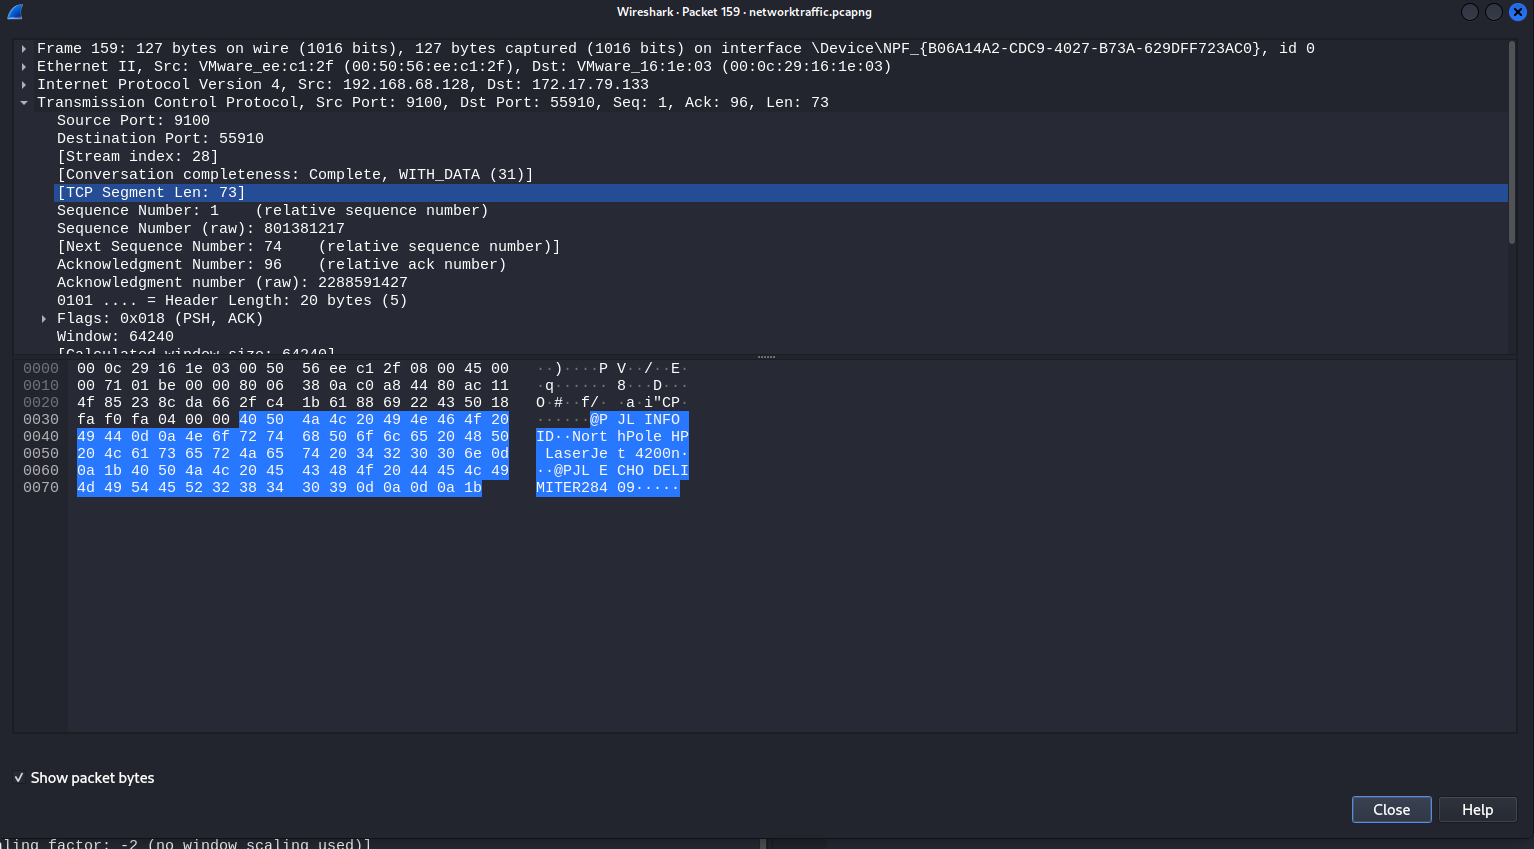 Wireshark · Packet 159 · networktraffic.pcapng
Frame 159: 127 bytes on wire (1016 bits), 127 bytes captured (1016 bits) on interface \Device\NPF_{B06A14A2-CDC9-4027-B73A-629DFF723AC0}, id 0
Ethernet II, Src: VMware_ee:c1:2f (00:50:56:ee:c1:2f), Dst: VMware_16:1e:03 (00:0c:29:16:1e:03)
Internet Protocol Version 4, Src: 192.168.68.128, Dst: 172.17.79.133
Transmission Control Protocol, Src Port: 9100, Dst Port: 55910, Seq: 1, Ack: 96, Len: 73
Source Port: 9100
Destination Port: 55910
[Stream index: 28]
[Conversation completeness: Complete, WITH_DATA (31)]
[TCP Segment Len: 73]
Sequence Number: 1    (relative sequence number)
Sequence Number (raw): 801381217
[Next Sequence Number: 74    (relative sequence number)]
Acknowledgment Number: 96    (relative ack number)
Acknowledgment number (raw): 2288591427
0101 .... = Header Length: 20 bytes (5)
Flags: 0x018 (PSH, ACK)
Window: 64240
[Calculated window size: 64240]
0000  00 0c 29 16 1e 03 00 50  56 ee c1 2f 08 00 45 00   ··)····P V··/··E·
0010  00 71 01 be 00 00 80 06  38 0a c0 a8 44 80 ac 11   ·q······ 8···D···
0020  4f 85 23 8c da 66 2f c4  1b 61 88 69 22 43 50 18   O·#··f/· ·a·i"CP·
0030  fa f0 fa 04 00 00 40 50  4a 4c 20 49 4e 46 4f 20   ······@P JL INFO
0040  49 44 0d 0a 4e 6f 72 74  68 50 6f 6c 65 20 48 50   ID··Nort hPole HP
0050  20 4c 61 73 65 72 4a 65  74 20 34 32 30 30 6e 0d    LaserJe t 4200n·
0060  0a 1b 40 50 4a 4c 20 45  43 48 4f 20 44 45 4c 49   ··@PJL E CHO DELI
0070  4d 49 54 45 52 32 38 34  30 39 0d 0a 0d 0a 1b   MITER284 09·····
Show packet bytes
Close Help
ling factor: -2 (no window scaling used)]